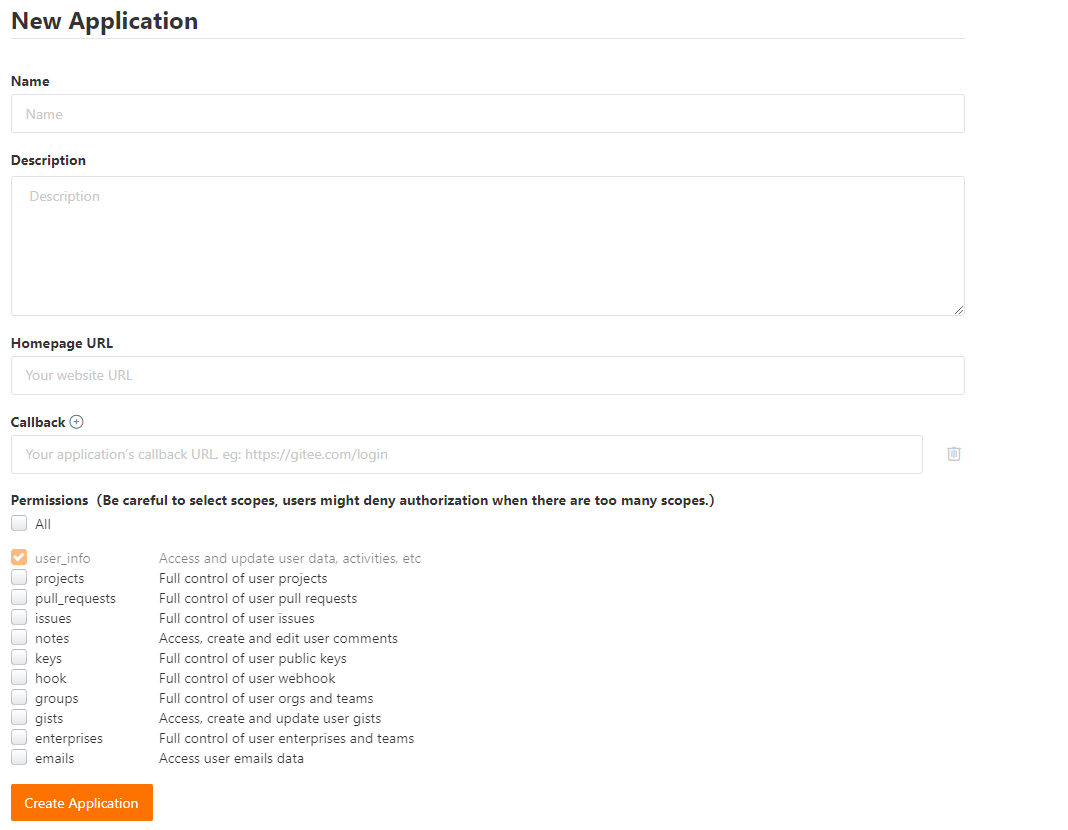 New Application
Name
Name
Description
Description
Homepage URL
Your website URL
Callback
Your application's callback URL. eg: https://gitee.com/login
Permissions（Be careful to select scopes, users might deny authorization when there are too many scopes.）
All
user_info Access and update user data, activities, etc
projects Full control of user projects
pull_requests Full control of user pull requests
issues Full control of user issues
notes Access, create and edit user comments
keys Full control of user public keys
hook Full control of user webhook
groups Full control of user orgs and teams
gists Access, create and update user gists
enterprises Full control of user enterprises and teams
emails Access user emails data
Create Application